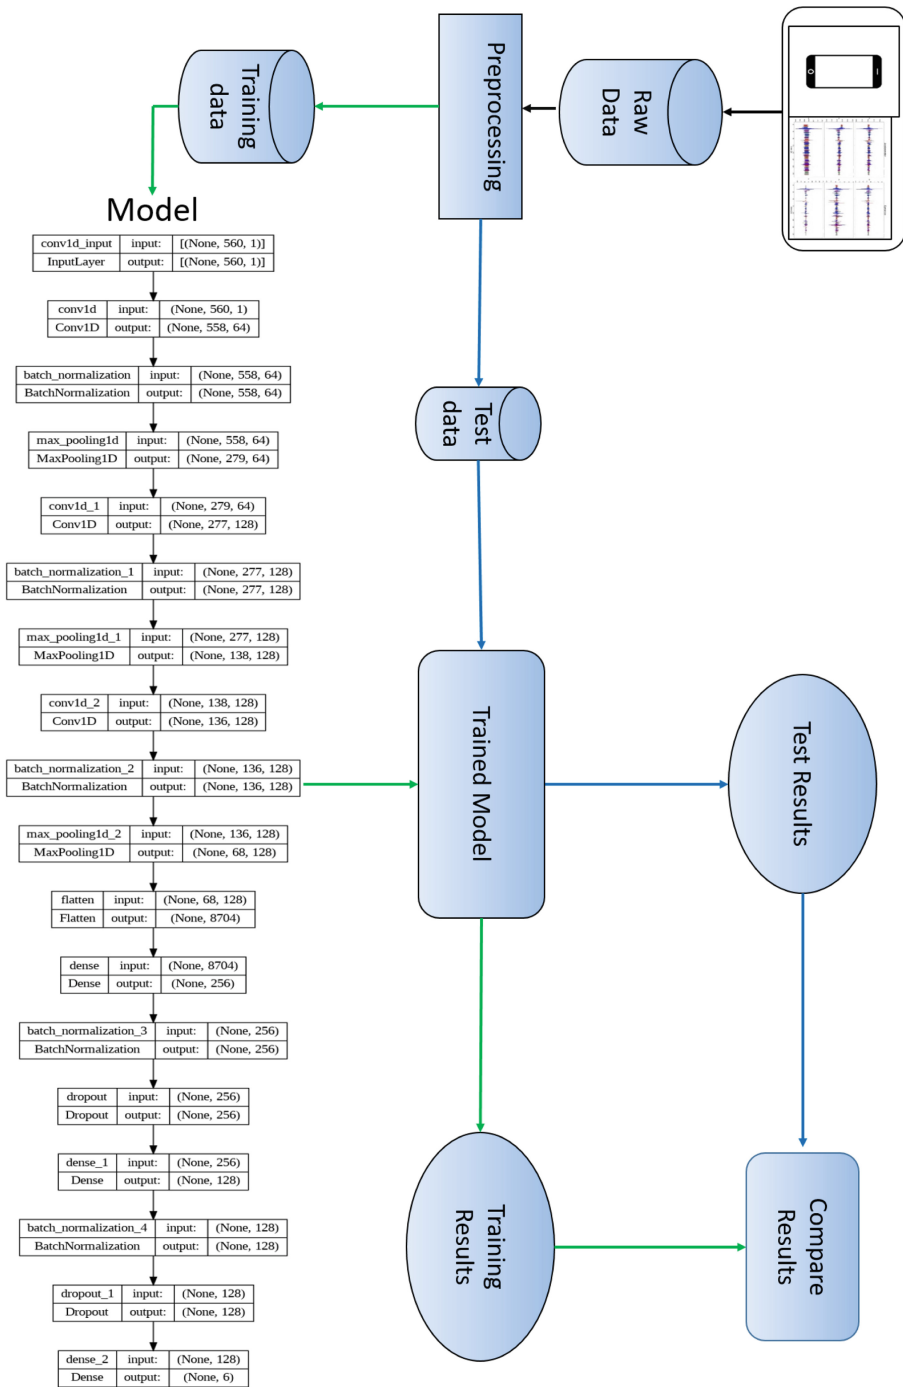 Training
data
Preprocessing
Raw
Data
Model
conv1d_input input: [(None, 560, 1)]
InputLayer output: [(None, 560, 1)]
conv1d input: (None, 560, 1)
Conv1D output: (None, 558, 64)
batch_normalization input: (None, 558, 64)
BatchNormalization output: (None, 558, 64)
max_pooling1d input: (None, 558, 64)
MaxPooling1D output: (None, 279, 64)
conv1d_1 input: (None, 279, 64)
Conv1D output: (None, 277, 128)
batch_normalization_1 input: (None, 277, 128)
BatchNormalization output: (None, 277, 128)
max_pooling1d_1 input: (None, 277, 128)
MaxPooling1D output: (None, 138, 128)
conv1d_2 input: (None, 138, 128)
Conv1D output: (None, 136, 128)
batch_normalization_2 input: (None, 136, 128)
BatchNormalization output: (None, 136, 128)
max_pooling1d_2 input: (None, 136, 128)
MaxPooling1D output: (None, 68, 128)
flatten input: (None, 68, 128)
Flatten output: (None, 8704)
dense input: (None, 8704)
Dense output: (None, 256)
batch_normalization_3 input: (None, 256)
BatchNormalization output: (None, 256)
dropout input: (None, 256)
Dropout output: (None, 256)
dense_1 input: (None, 256)
Dense output: (None, 128)
batch_normalization_4 input: (None, 128)
BatchNormalization output: (None, 128)
dropout_1 input: (None, 128)
Dropout output: (None, 128)
dense_2 input: (None, 128)
Dense output: (None, 6)
Test
data
Trained Model
Test Results
Training
Results
Compare
Results